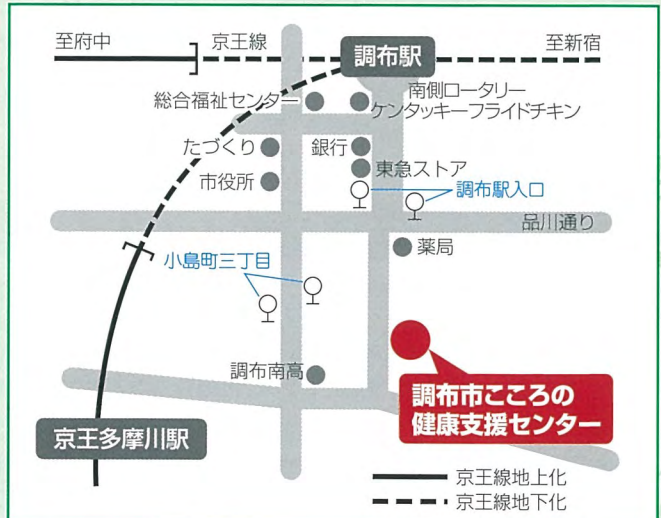 至府中
京王線
調布駅
至新宿
南側ロータリー
総合福祉センター
ケンタッキーフライドチキン
たづくり
銀行
東急ストア
市役所
調布駅入口
品川通り
薬局
小島町三丁目
調布南高
調布市こころの
健康支援センター
京王多摩川駅
京王線地上化
京王線地下化